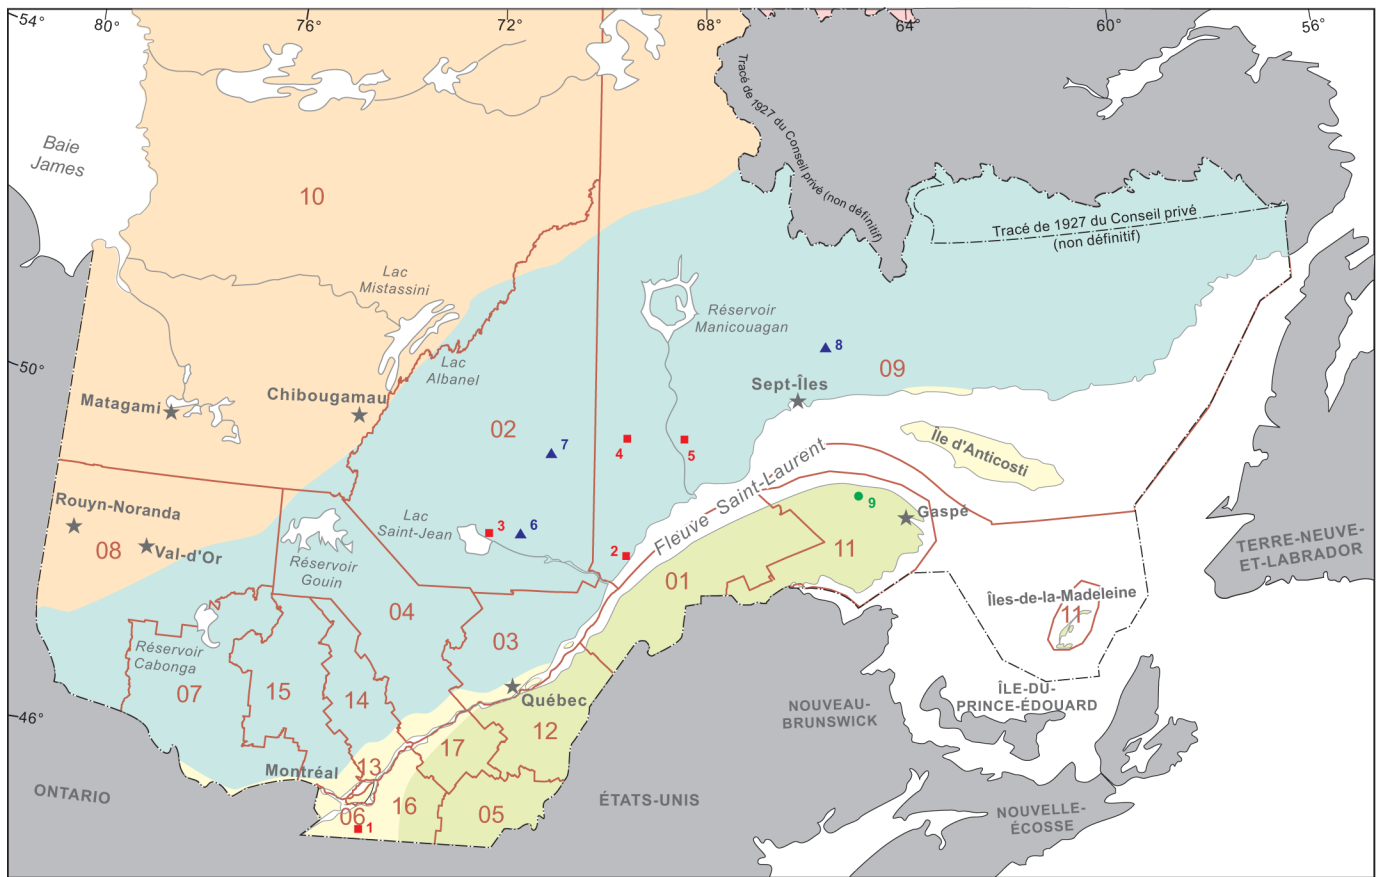 54°
80°
76°
72°
68°
64°
60°
56°
Baie
James
10
Tracé de 1927 du Conseil privé (non définitif)
Tracé de 1927 du Conseil privé
(non définitif)
Lac
Mistassini
Réservoir
Manicouagan
8
50°
Lac
Albanel
09
Sept-Îles
Matagami
Chibougamau
02
7
4
5
Île d'Anticosti
Fleuve Saint-Laurent
Rouyn-Noranda
Lac
Saint-Jean
3
6
9
Gaspé
08
Val-d'Or
Réservoir
Gouin
2
01
11
TERRE-NEUVE-
ET-LABRADOR
04
03
Îles-de-la-Madeleine
11
Réservoir
Cabonga
07
15
14
Québec
46°
12
NOUVEAU-
BRUNSWICK
ÎLE-DU-
PRINCE-ÉDOUARD
17
13
Montréal
ONTARIO
16
06
1
05
ÉTATS-UNIS
NOUVELLE-
ÉCOSSE